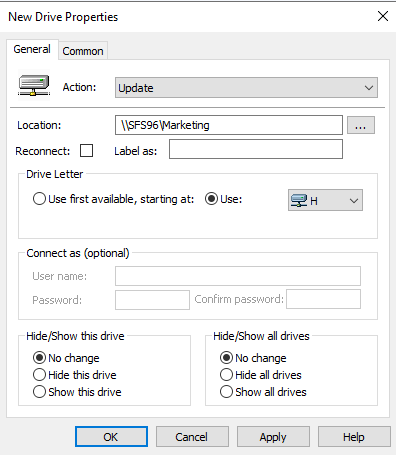 New Drive Properties
General Common
Action: Update
Location: \\SFS96\Marketing ...
Reconnect: Label as:
Drive Letter
Use first available, starting at: Use: H
Connect as (optional)
User name:
Password: Confirm password:
Hide/Show this drive Hide/Show all drives
No change No change
Hide this drive Hide all drives
Show this drive Show all drives
OK Cancel Apply Help